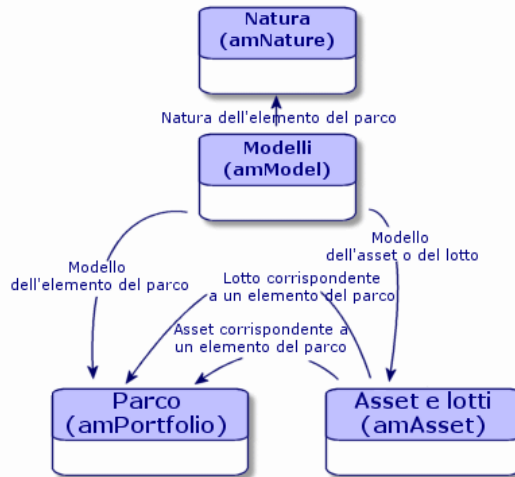 Natura
(amNature)
Natura dell'elemento del parco
Modelli
(amModel)
Modello
dell'asset o del lotto
Modello
dell'elemento del parco
Lotto corrispondente
a un elemento del parco
Asset corrispondente a
un elemento del parco
Parco
(amPortfolio)
Asset e lotti
(amAsset)